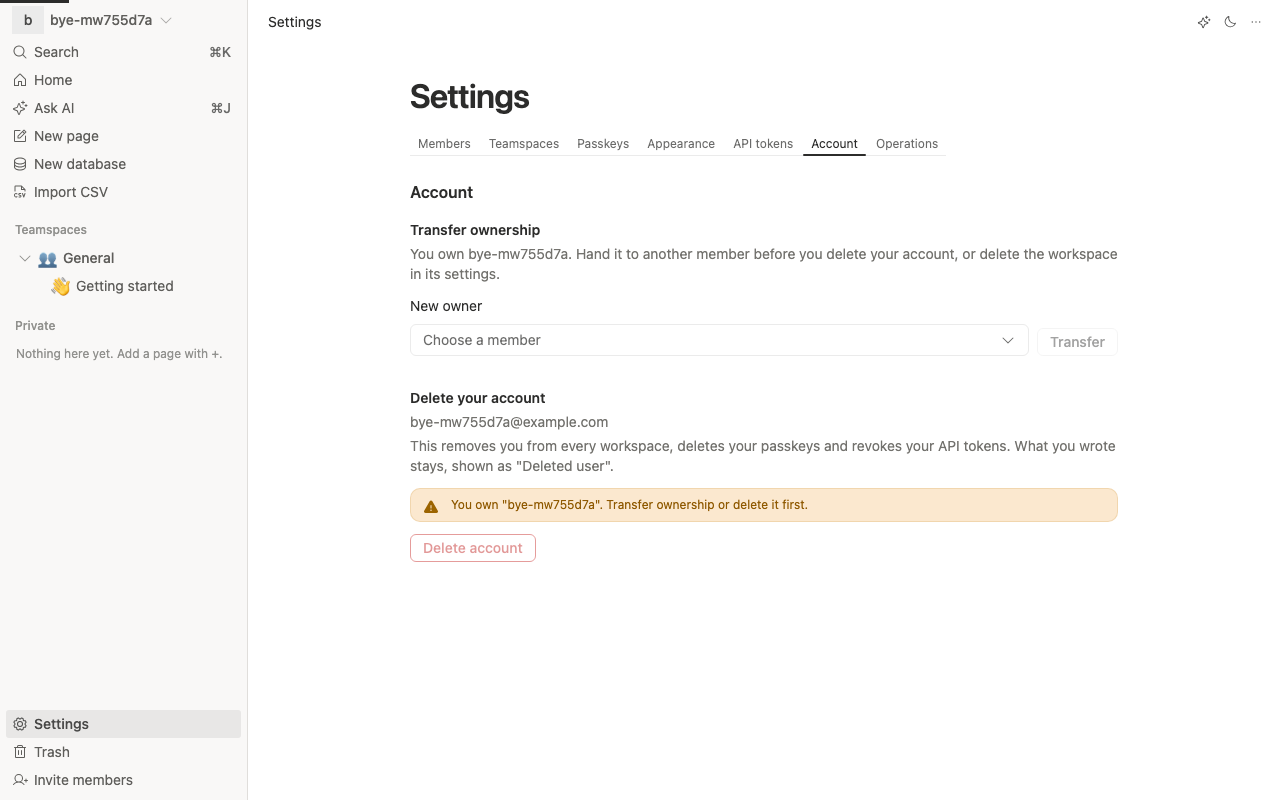 b bye-mw755d7a
Search ⌘K
Home
Ask AI ⌘J
New page
New database
Import CSV
Teamspaces
General
Getting started
Private
Nothing here yet. Add a page with +.
Settings
Trash
Invite members
Settings
Settings
Members Teamspaces Passkeys Appearance API tokens Account Operations
Account
Transfer ownership
You own bye-mw755d7a. Hand it to another member before you delete your account, or delete the workspace
in its settings.
New owner
Choose a member Transfer
Delete your account
bye-mw755d7a@example.com
This removes you from every workspace, deletes your passkeys and revokes your API tokens. What you wrote
stays, shown as "Deleted user".
You own "bye-mw755d7a". Transfer ownership or delete it first.
Delete account